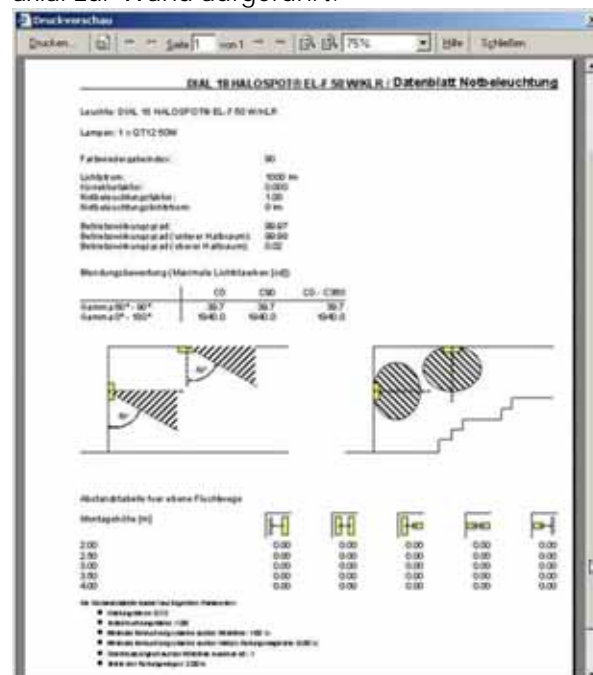 axial zur Wand aufgeführt.
Druckvorschau
Drucken... Seite 1 von 1 75% Hilfe Schließen
DIAL 18 HALOSPOT® EL-F 50 W/KLR / Datenblatt Notbeleuchtung
Leuchte: DIAL 18 HALOSPOT® EL-F 50 W/KLR
Lampen: 1 x QT12 50W
Farbwiedergabeindex: 90
Lichtstrom: 1000 lm
Korrekturfaktor: 0.000
Notbeleuchtungsfaktor: 1.00
Notbeleuchtungslichtstrom: 0 lm
Betriebswirkungsgrad: 99.97
Betriebswirkungsgrad (unterer Halbraum):
Betriebswirkungsgrad (oberer Halbraum): 0.02
Blendungsbewertung (Maximale Lichtstärken [cd])
C0 C90 C0 - C360
Gamma 60° - 90° 39.7 39.7 39.7
Gamma 0° - 180° 1940.0 1940.0 1940.0
60°
60°
Abstandstabelle fuer ebene Fluchtwege
Montagehöhe [m]
2.00 0.00 0.00 0.00 0.00 0.00
2.50 0.00 0.00 0.00 0.00 0.00
3.00 0.00 0.00 0.00 0.00 0.00
3.50 0.00 0.00 0.00 0.00 0.00
4.00 0.00 0.00 0.00 0.00 0.00